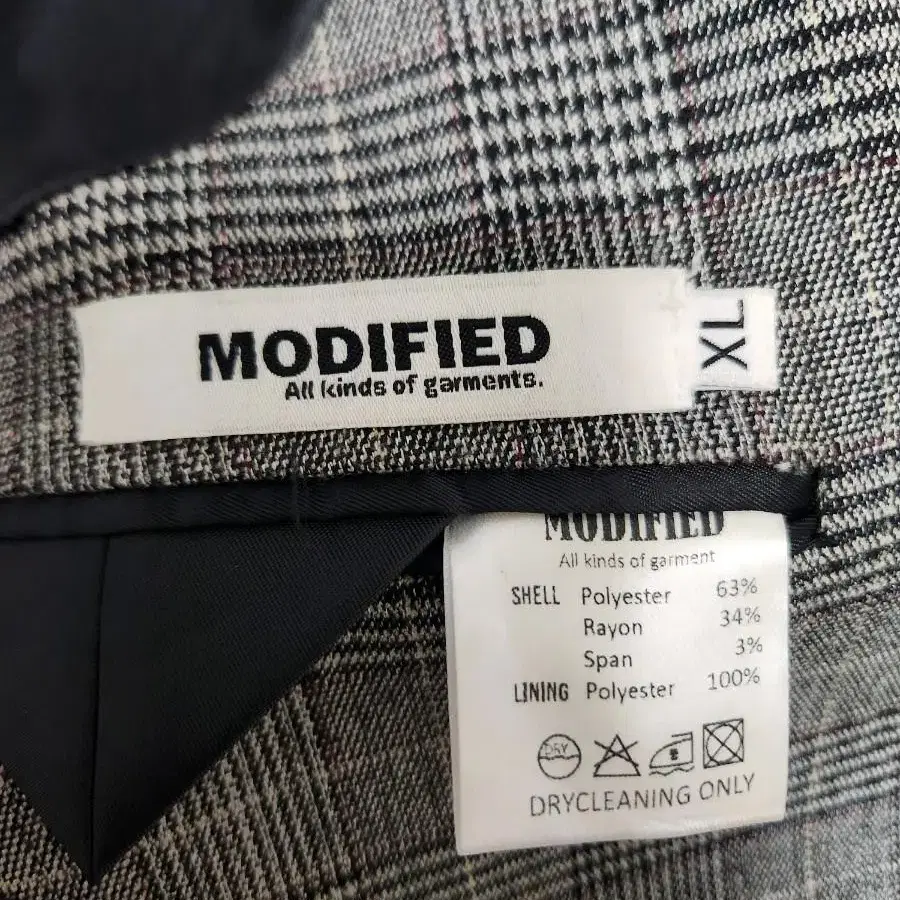 MODIFIED
All kinds of garments.
XL
MODIFIED
All kinds of garment
SHELL Polyester 63%
Rayon 34%
Span 3%
LINING Polyester 100%
DRY
DRYCLEANING ONLY